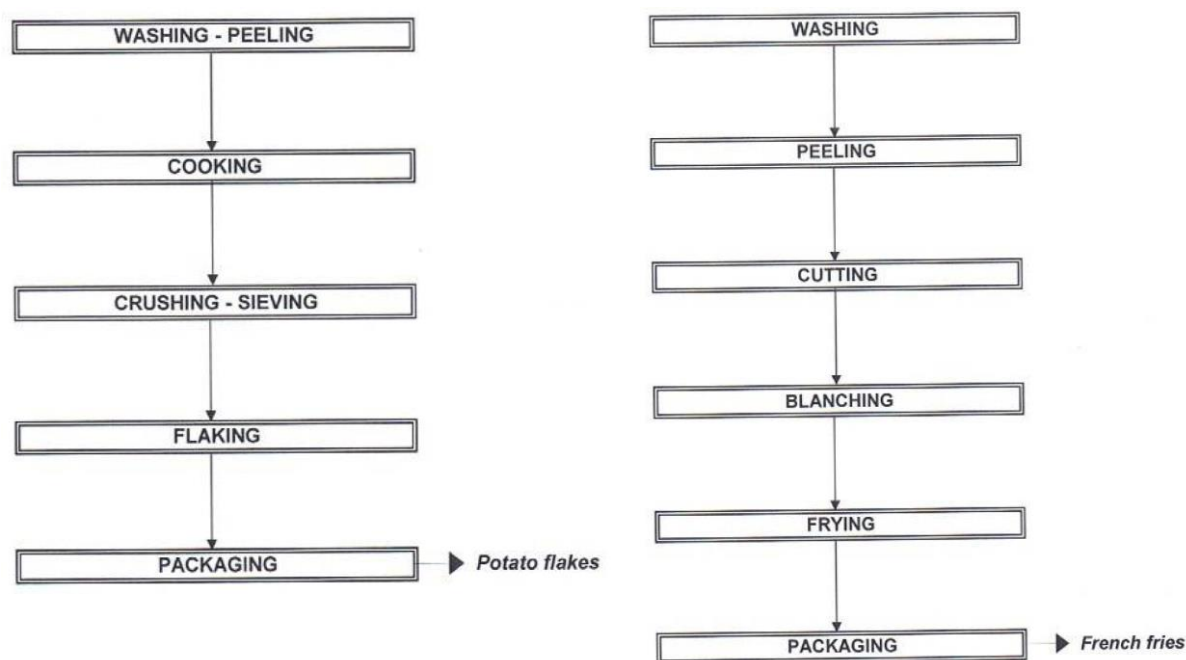 WASHING - PEELING
COOKING
CRUSHING - SIEVING
FLAKING
PACKAGING
Potato flakes
WASHING
PEELING
CUTTING
BLANCHING
FRYING
PACKAGING
French fries